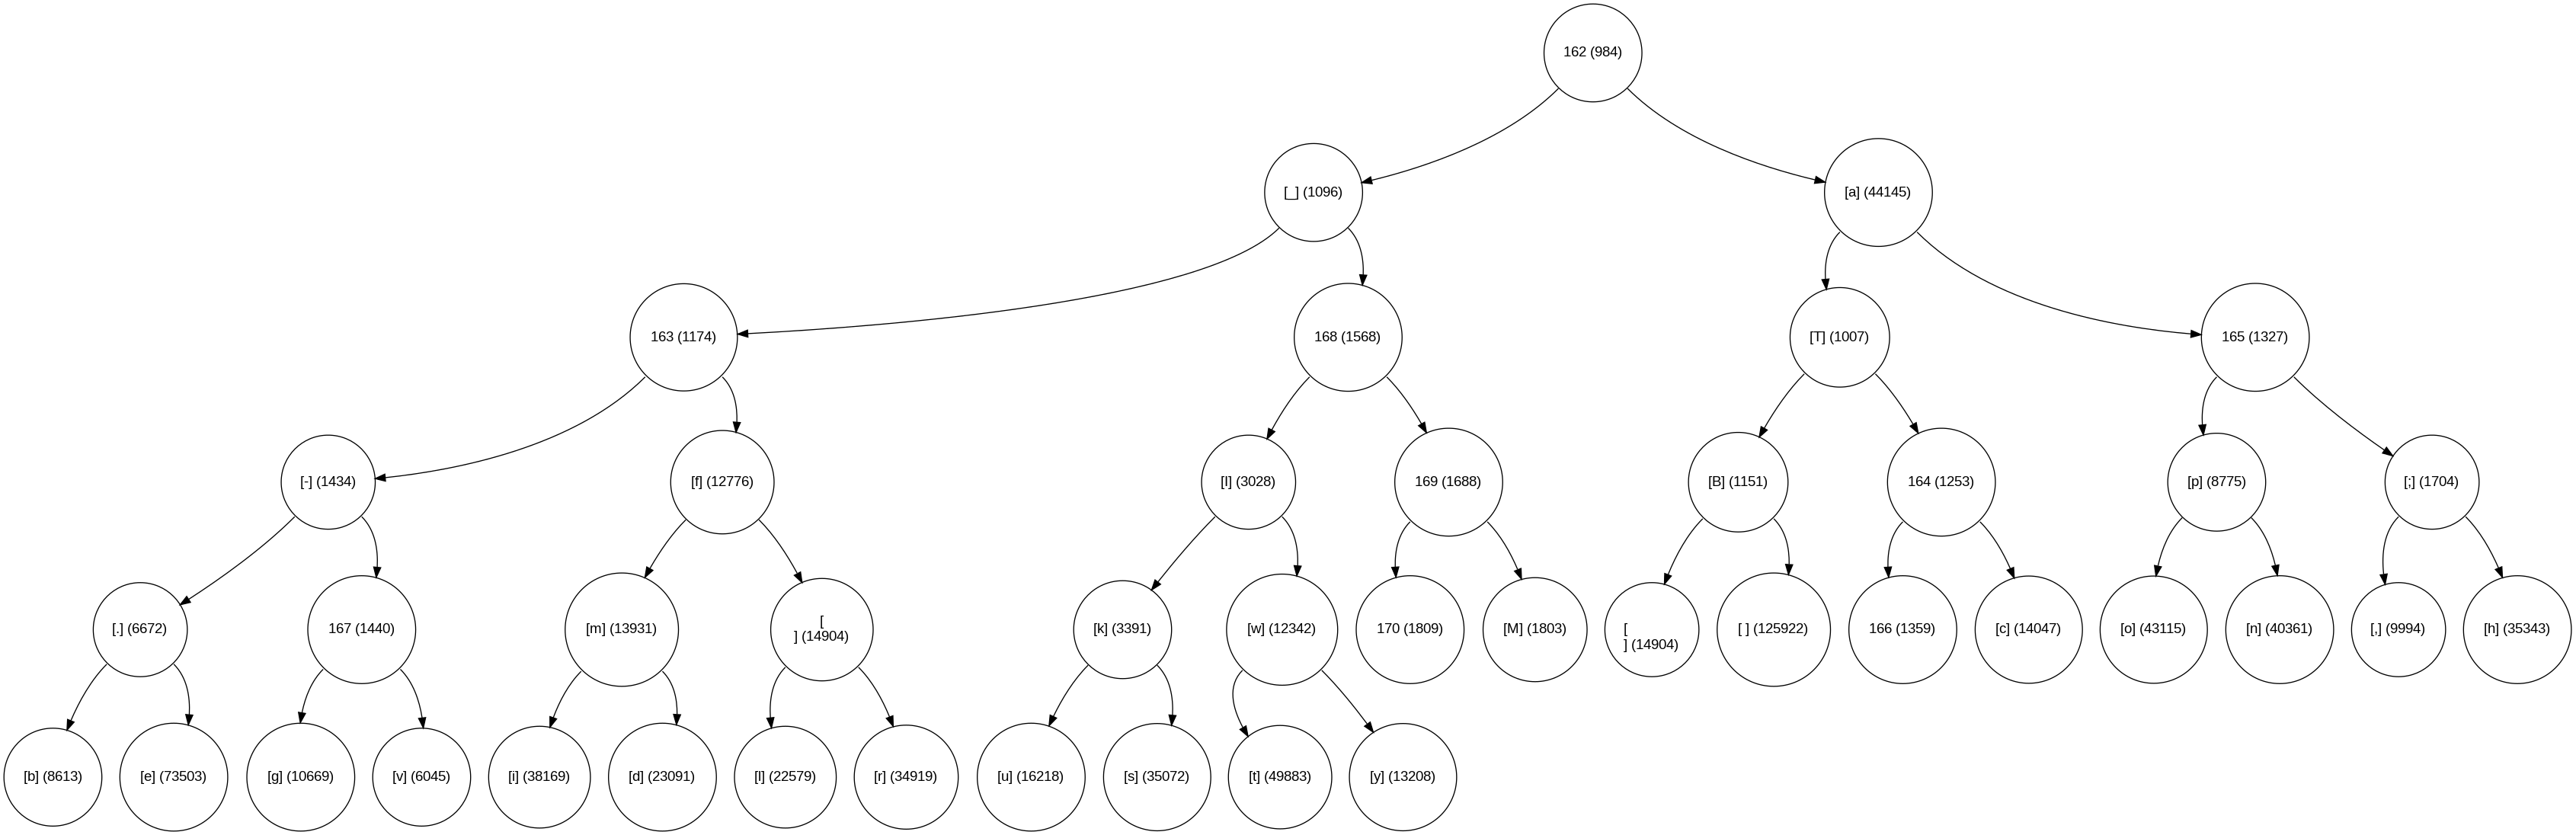 162 (984)
[_] (1096)
[a] (44145)
163 (1174)
168 (1568)
[T] (1007)
165 (1327)
[-] (1434)
[f] (12776)
[I] (3028)
169 (1688)
[B] (1151)
164 (1253)
[p] (8775)
[;] (1704)
[.] (6672)
167 (1440)
[m] (13931)
[
] (14904)
[k] (3391)
[w] (12342)
170 (1809)
[M] (1803)
[
] (14904)
[ ] (125922)
166 (1359)
[c] (14047)
[o] (43115)
[n] (40361)
[,] (9994)
[h] (35343)
[b] (8613)
[e] (73503)
[g] (10669)
[v] (6045)
[i] (38169)
[d] (23091)
[l] (22579)
[r] (34919)
[u] (16218)
[s] (35072)
[t] (49883)
[y] (13208)